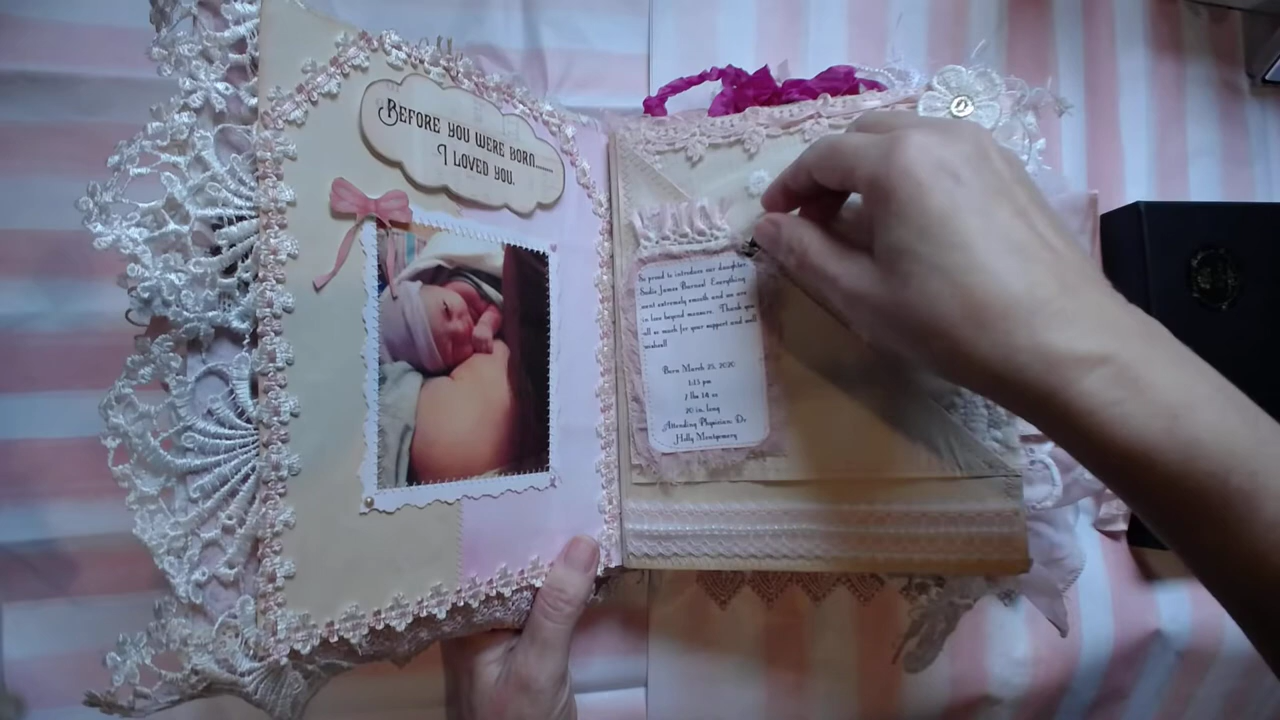 BEFORE YOU WERE BORN......
I LOVED YOU.
So proud to introduce our daughter
Sadie James Barnes! Everything
went extremely smooth and we are
in love beyond measure. Thank you
all so much for your support and well
wishes!!
Born March 25, 2020
1:15 pm
7 lbs 14 oz
20 in. long
Attending Physician: Dr
Holly Montgomery